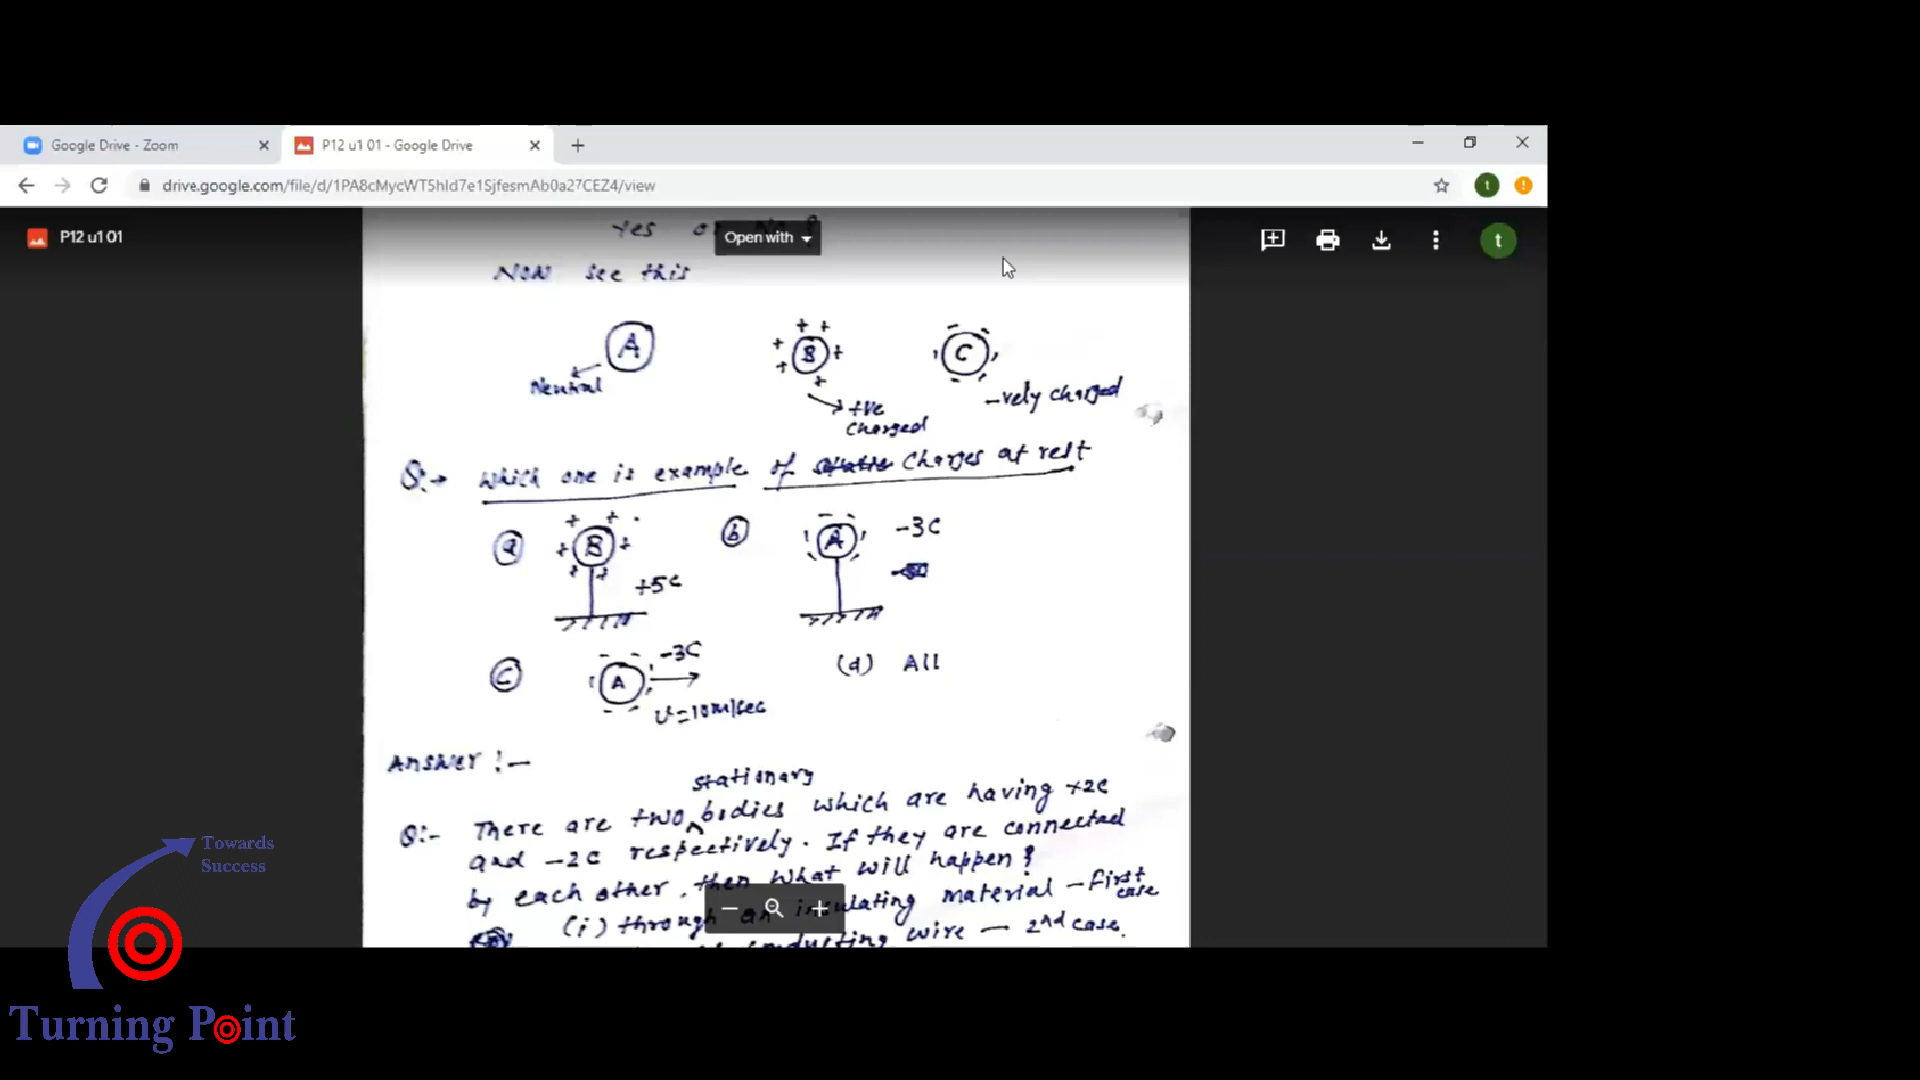 Google Drive - Zoom
P12 u1 01 - Google Drive
drive.google.com/file/d/1PA8cMycWT5hId7e1SjfesmAb0a27CEZ4/view
P12 u1 01
Open with
t
t
Yes
Now see this
A
Neutral
+ + + + + + B
+ve
charged
C
-vely charged
Q:→ Which one is example of charges at rest
(a) B +5C
(b) A -3C
(c) A -3C
v=10m/sec
(d) All
Answer :-
stationary
Q:- There are two bodies which are having +2C
and -2C respectively. If they are connected
by each other, then what will happen?
(i) through an insulating material - first
case
conducting wire - 2nd case.
Towards
Success
Turning Point